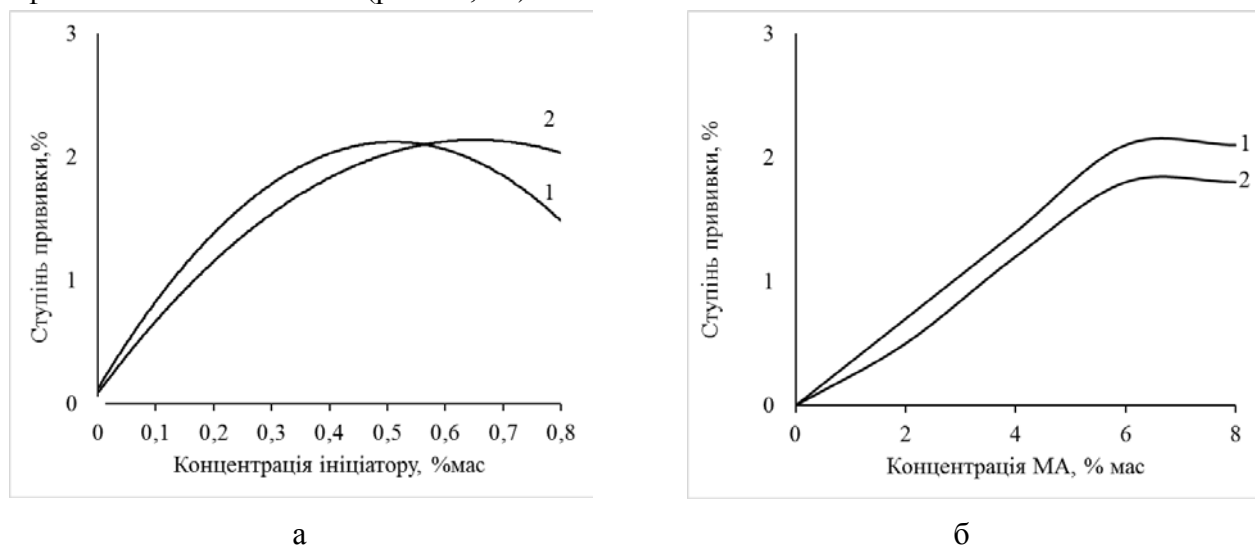 3
2
1
0
Ступінь прививки,%
2
1
0 0,1 0,2 0,3 0,4 0,5 0,6 0,7 0,8
Концентрація ініціатору, %мас
а
3
2
1
0
Ступінь прививки, %
1
2
0 2 4 6 8
Концентрація МА, % мас
б